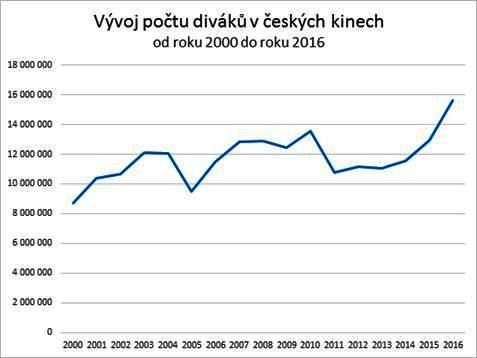 Vývoj počtu diváků v českých kinech
od roku 2000 do roku 2016
18 000 000
16 000 000
14 000 000
12 000 000
10 000 000
8 000 000
6 000 000
4 000 000
2 000 000
0
2000 2001 2002 2003 2004 2005 2006 2007 2008 2009 2010 2011 2012 2013 2014 2015 2016